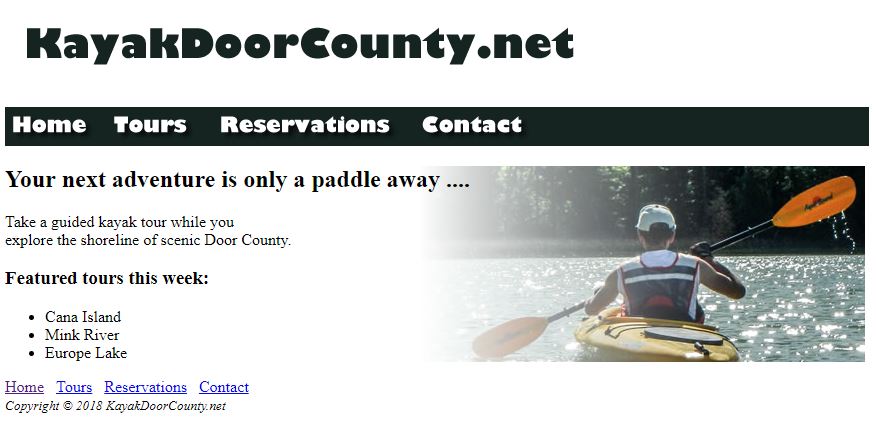 KayakDoorCounty.net
Home Tours Reservations Contact
Your next adventure is only a paddle away ....
Take a guided kayak tour while you
explore the shoreline of scenic Door County.
Featured tours this week:
Cana Island
Mink River
Europe Lake
Home Tours Reservations Contact
Copyright © 2018 KayakDoorCounty.net